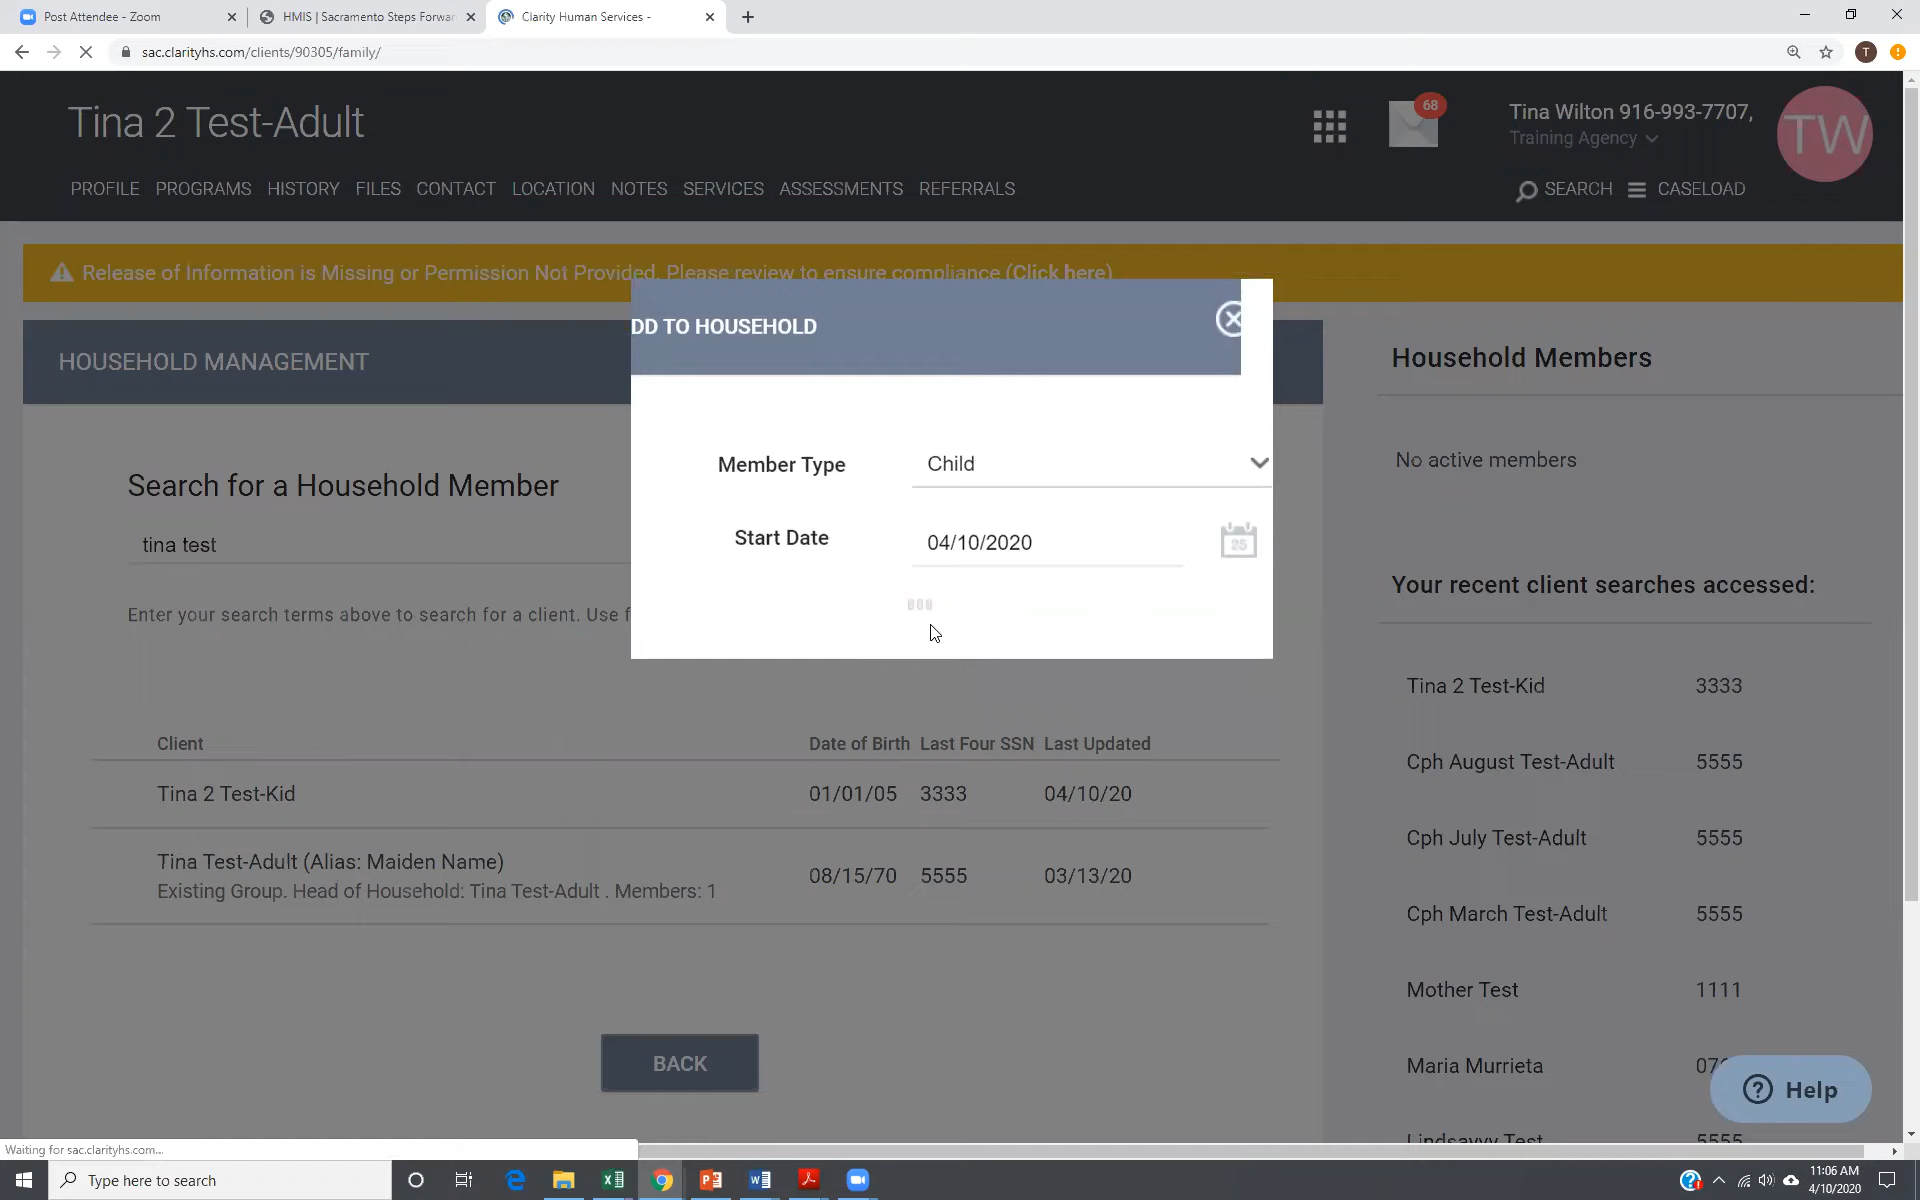 Post Attendee - Zoom
HMIS | Sacramento Steps Forwar
Clarity Human Services -
sac.clarityhs.com/clients/90305/family/
T
Tina 2 Test-Adult
68
Tina Wilton 916-993-7707,
Training Agency
TW
PROFILE PROGRAMS HISTORY FILES CONTACT LOCATION NOTES SERVICES ASSESSMENTS REFERRALS
SEARCH CASELOAD
Release of Information is Missing or Permission Not Provided. Please review to ensure compliance (Click here)
DD TO HOUSEHOLD
HOUSEHOLD MANAGEMENT
Household Members
Member Type Child
No active members
Search for a Household Member
Start Date 04/10/2020
25
tina test
Your recent client searches accessed:
Enter your search terms above to search for a client. Use f
Tina 2 Test-Kid 3333
Client Date of Birth Last Four SSN Last Updated
Cph August Test-Adult 5555
Tina 2 Test-Kid 01/01/05 3333 04/10/20
Cph July Test-Adult 5555
Tina Test-Adult (Alias: Maiden Name) 08/15/70 5555 03/13/20
Existing Group. Head of Household: Tina Test-Adult . Members: 1
Cph March Test-Adult 5555
Mother Test 1111
BACK
Maria Murrieta 07
? Help
Lindsavvv Test 5555
Waiting for sac.clarityhs.com...
Type here to search
11:06 AM
4/10/2020